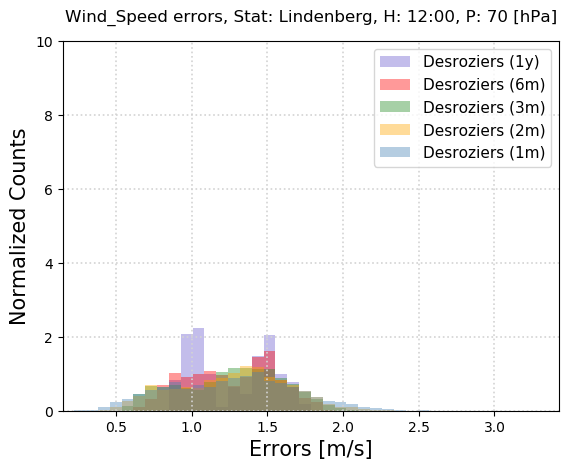 Wind_Speed errors, Stat: Lindenberg, H: 12:00, P: 70 [hPa]
10
8
6
4
2
0
Normalized Counts
Desroziers (1y)
Desroziers (6m)
Desroziers (3m)
Desroziers (2m)
Desroziers (1m)
0.5 1.0 1.5 2.0 2.5 3.0
Errors [m/s]